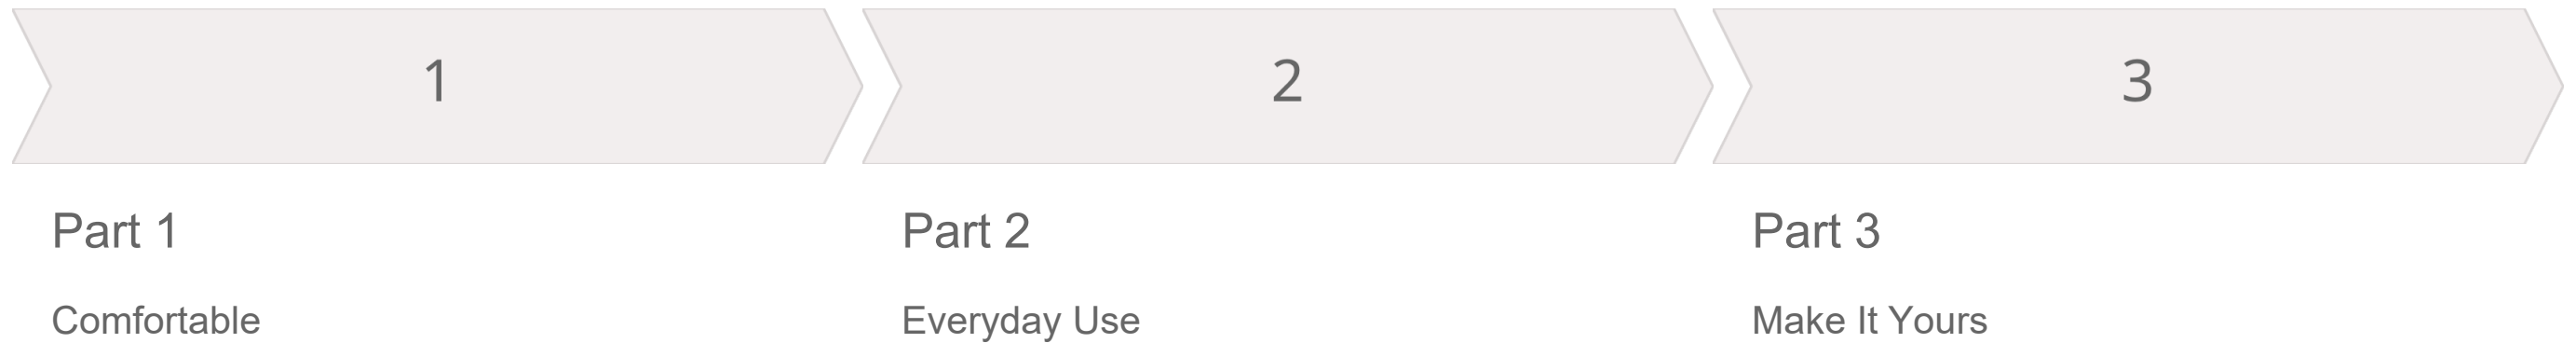 1
2
3
Part 1
Comfortable
Part 2
Everyday Use
Part 3
Make It Yours